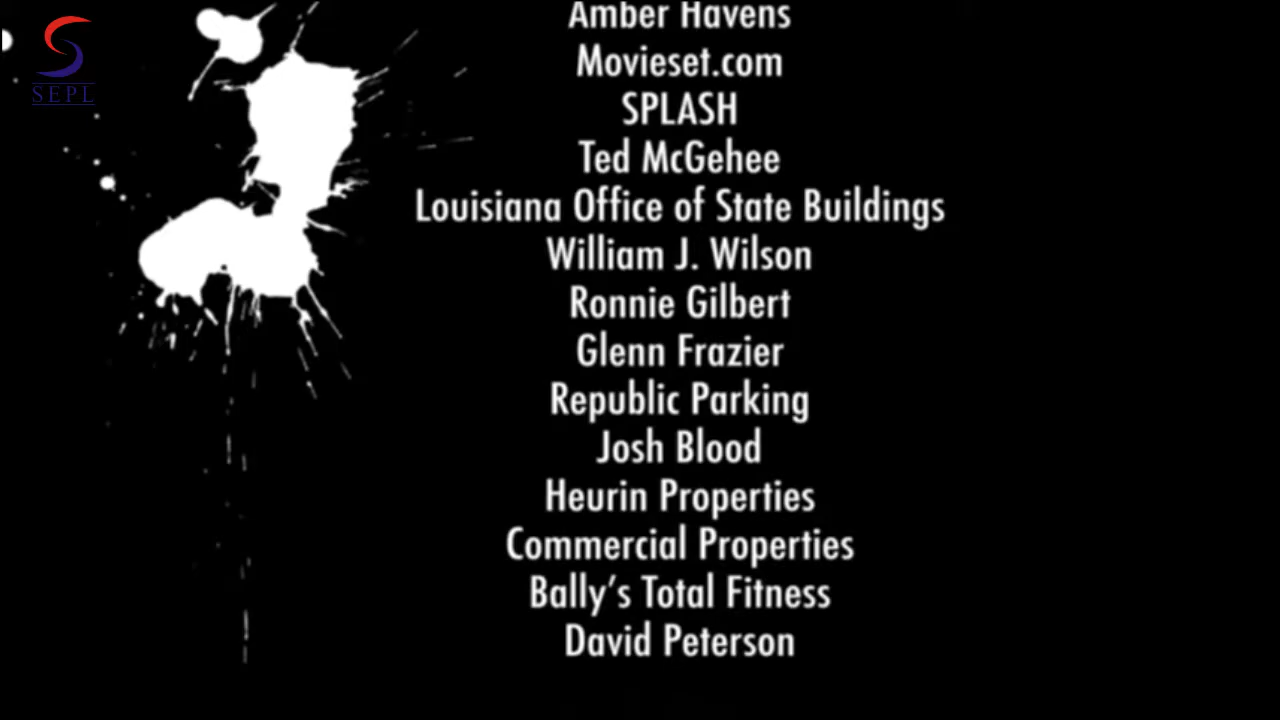 SEPL
Amber Havens
Movieset.com
SPLASH
Ted McGehee
Louisiana Office of State Buildings
William J. Wilson
Ronnie Gilbert
Glenn Frazier
Republic Parking
Josh Blood
Heurin Properties
Commercial Properties
Bally's Total Fitness
David Peterson